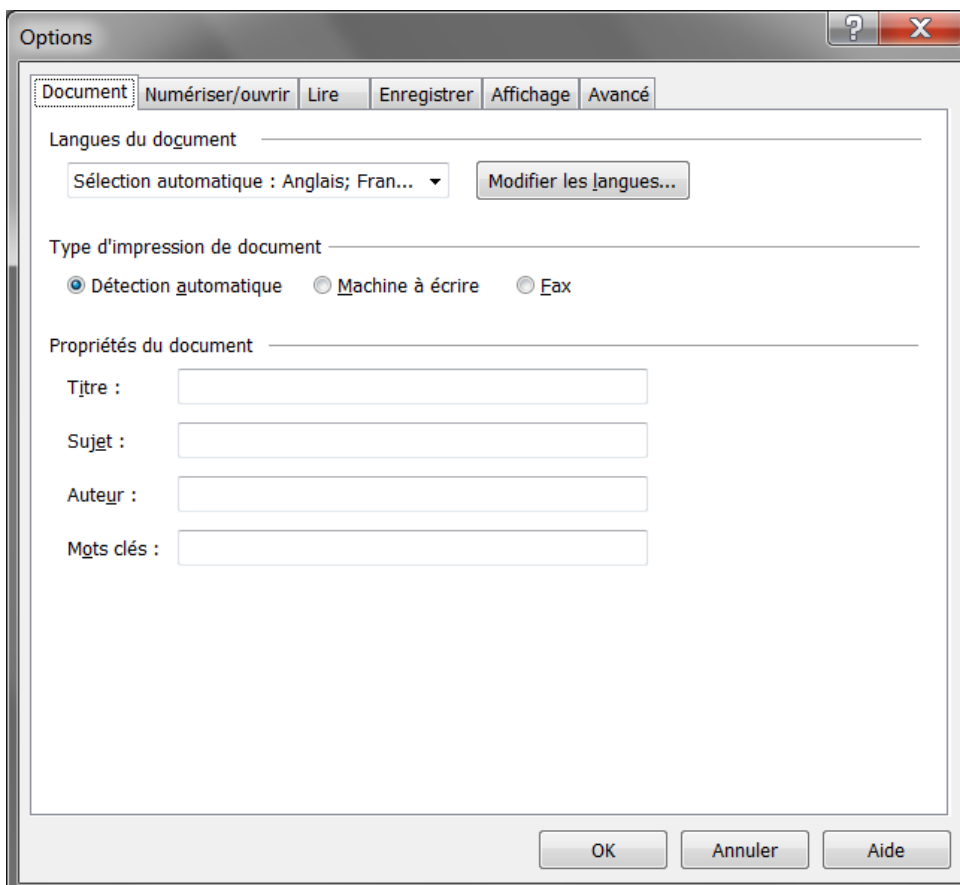 Options
Document Numériser/ouvrir Lire Enregistrer Affichage Avancé
Langues du document
Sélection automatique : Anglais; Fran... Modifier les langues...
Type d'impression de document
Détection automatique Machine à écrire Fax
Propriétés du document
Titre :
Sujet :
Auteur :
Mots clés :
OK Annuler Aide